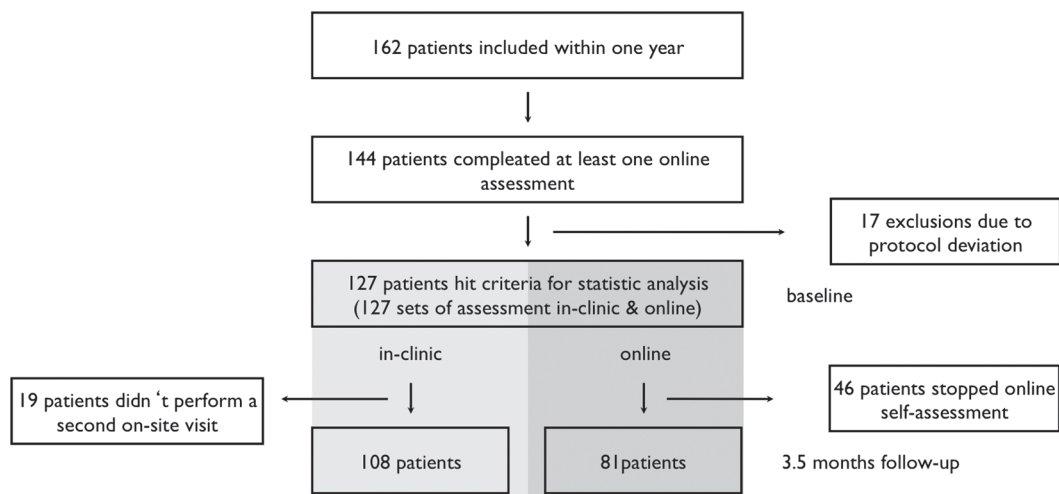 162 patients included within one year
144 patients compleated at least one online
assessment
17 exclusions due to
protocol deviation
127 patients hit criteria for statistic analysis
(127 sets of assessment in-clinic & online)
baseline
in-clinic
online
19 patients didn ‘t perform a
second on-site visit
46 patients stopped online
self-assessment
108 patients
81patients
3.5 months follow-up